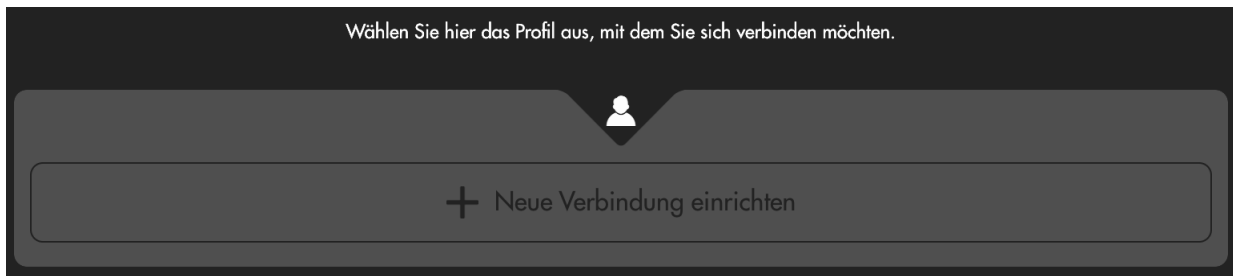 Wählen Sie hier das Profil aus, mit dem Sie sich verbinden möchten.
Neue Verbindung einrichten